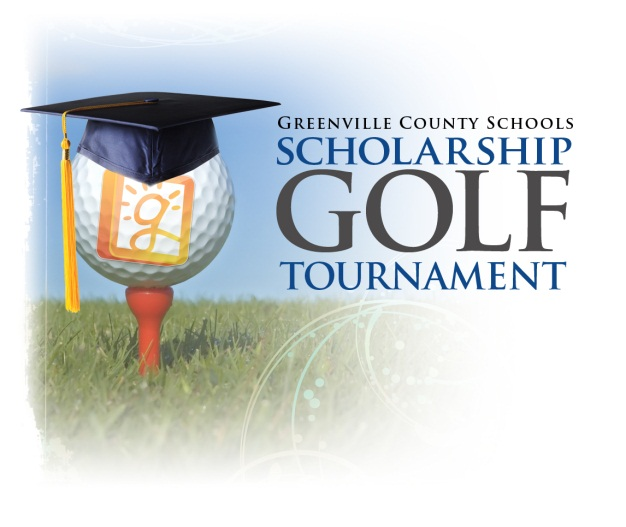 g
GREENVILLE COUNTY SCHOOLS
SCHOLARSHIP
GOLF
TOURNAMENT